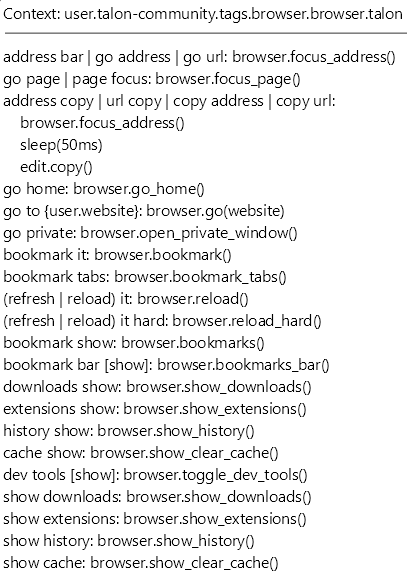 Context: user.talon-community.tags.browser.browser.talon
address bar | go address | go url: browser.focus_address()
go page | page focus: browser.focus_page()
address copy | url copy | copy address | copy url:
browser.focus_address()
sleep(50ms)
edit.copy()
go home: browser.go_home()
go to {user.website}: browser.go(website)
go private: browser.open_private_window()
bookmark it: browser.bookmark()
bookmark tabs: browser.bookmark_tabs()
(refresh | reload) it: browser.reload()
(refresh | reload) it hard: browser.reload_hard()
bookmark show: browser.bookmarks()
bookmark bar [show]: browser.bookmarks_bar()
downloads show: browser.show_downloads()
extensions show: browser.show_extensions()
history show: browser.show_history()
cache show: browser.show_clear_cache()
dev tools [show]: browser.toggle_dev_tools()
show downloads: browser.show_downloads()
show extensions: browser.show_extensions()
show history: browser.show_history()
show cache: browser.show_clear_cache()